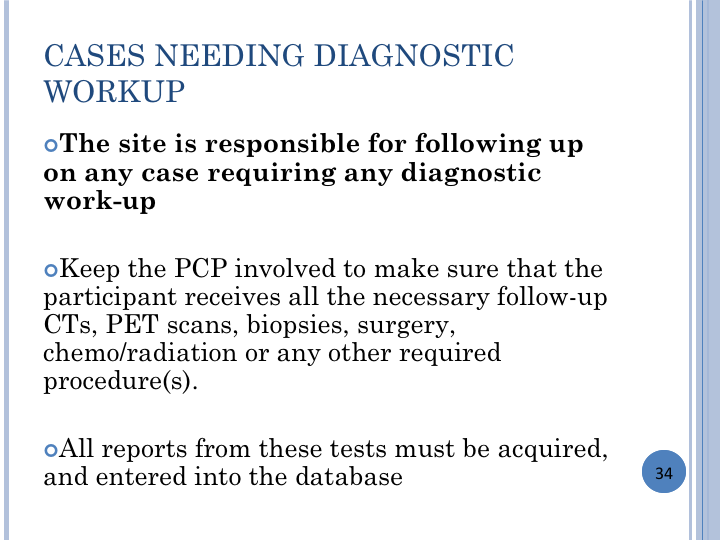 CASES NEEDING DIAGNOSTIC
WORKUP
The site is responsible for following up
on any case requiring any diagnostic
work-up
Keep the PCP involved to make sure that the
participant receives all the necessary follow-up
CTs, PET scans, biopsies, surgery,
chemo/radiation or any other required
procedure(s).
All reports from these tests must be acquired,
and entered into the database
34